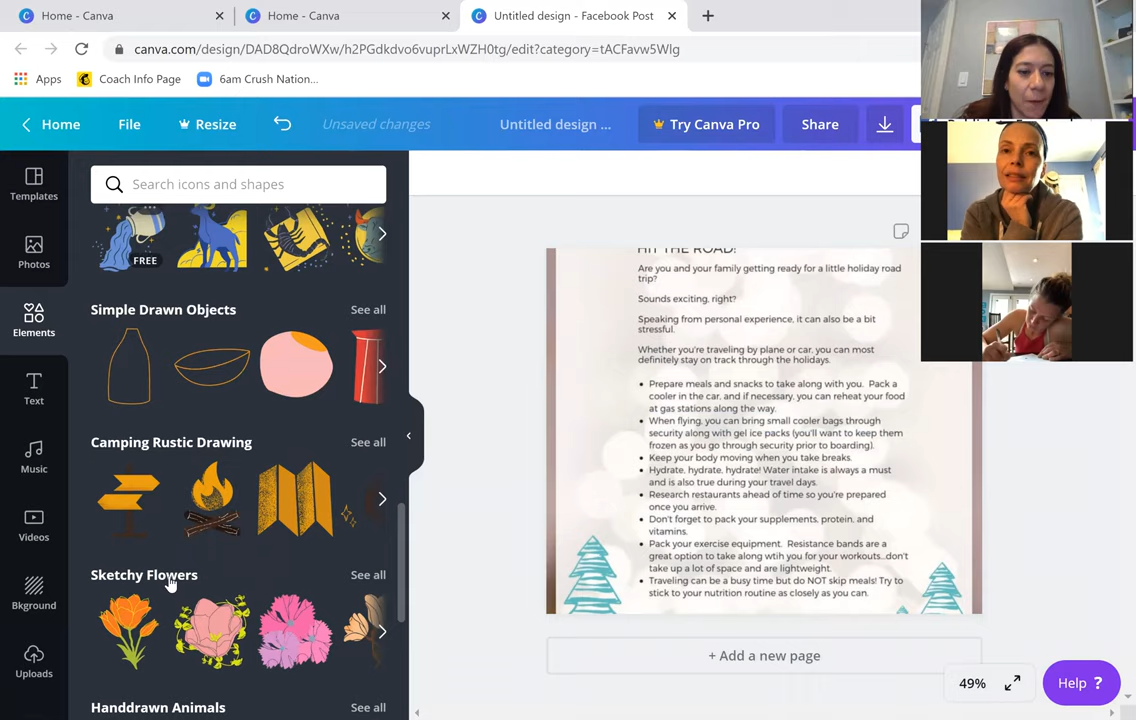 Home - Canva
Home - Canva
Untitled design - Facebook Post
canva.com/design/DAD8QdroWXw/h2PGdkdvo6vuprLxWZH0tg/edit?category=tACFavw5Wlg
Apps
Coach Info Page
6am Crush Nation...
Home
File
Resize
Unsaved changes
Untitled design ...
Try Canva Pro
Share
Templates
Photos
Elements
Text
Music
Videos
Bkground
Uploads
Search icons and shapes
FREE
Simple Drawn Objects
See all
Camping Rustic Drawing
See all
Sketchy Flowers
See all
Handdrawn Animals
See all
HIT THE ROAD!
Are you and your family getting ready for a little holiday road
trip?
Sounds exciting, right?
Speaking from personal experience, it can also be a bit
stressful.
Whether you're traveling by plane or car, you can most
definitely stay on track through the holidays.
Prepare meals and snacks to take along with you. Pack a
cooler in the car, and if necessary, you can reheat your food
at gas stations along the way.
When flying, you can bring small cooler bags through
security along with gel ice packs (you'll want to keep them
frozen as you go through security prior to boarding).
Keep your body moving when you take breaks.
Hydrate, hydrate, hydrate! Water intake is always a must
and is also true during your travel days.
Research restaurants ahead of time so you're prepared
once you arrive.
Don't forget to pack your supplements, protein, and
vitamins.
Pack your exercise equipment. Resistance bands are a
great option to take along wtih you for your workouts...don't
take up a lot of space and are lightweight.
Traveling can be a busy time but do NOT skip meals! Try to
stick to your nutrition routine as closely as you can.
+ Add a new page
49%
Help ?